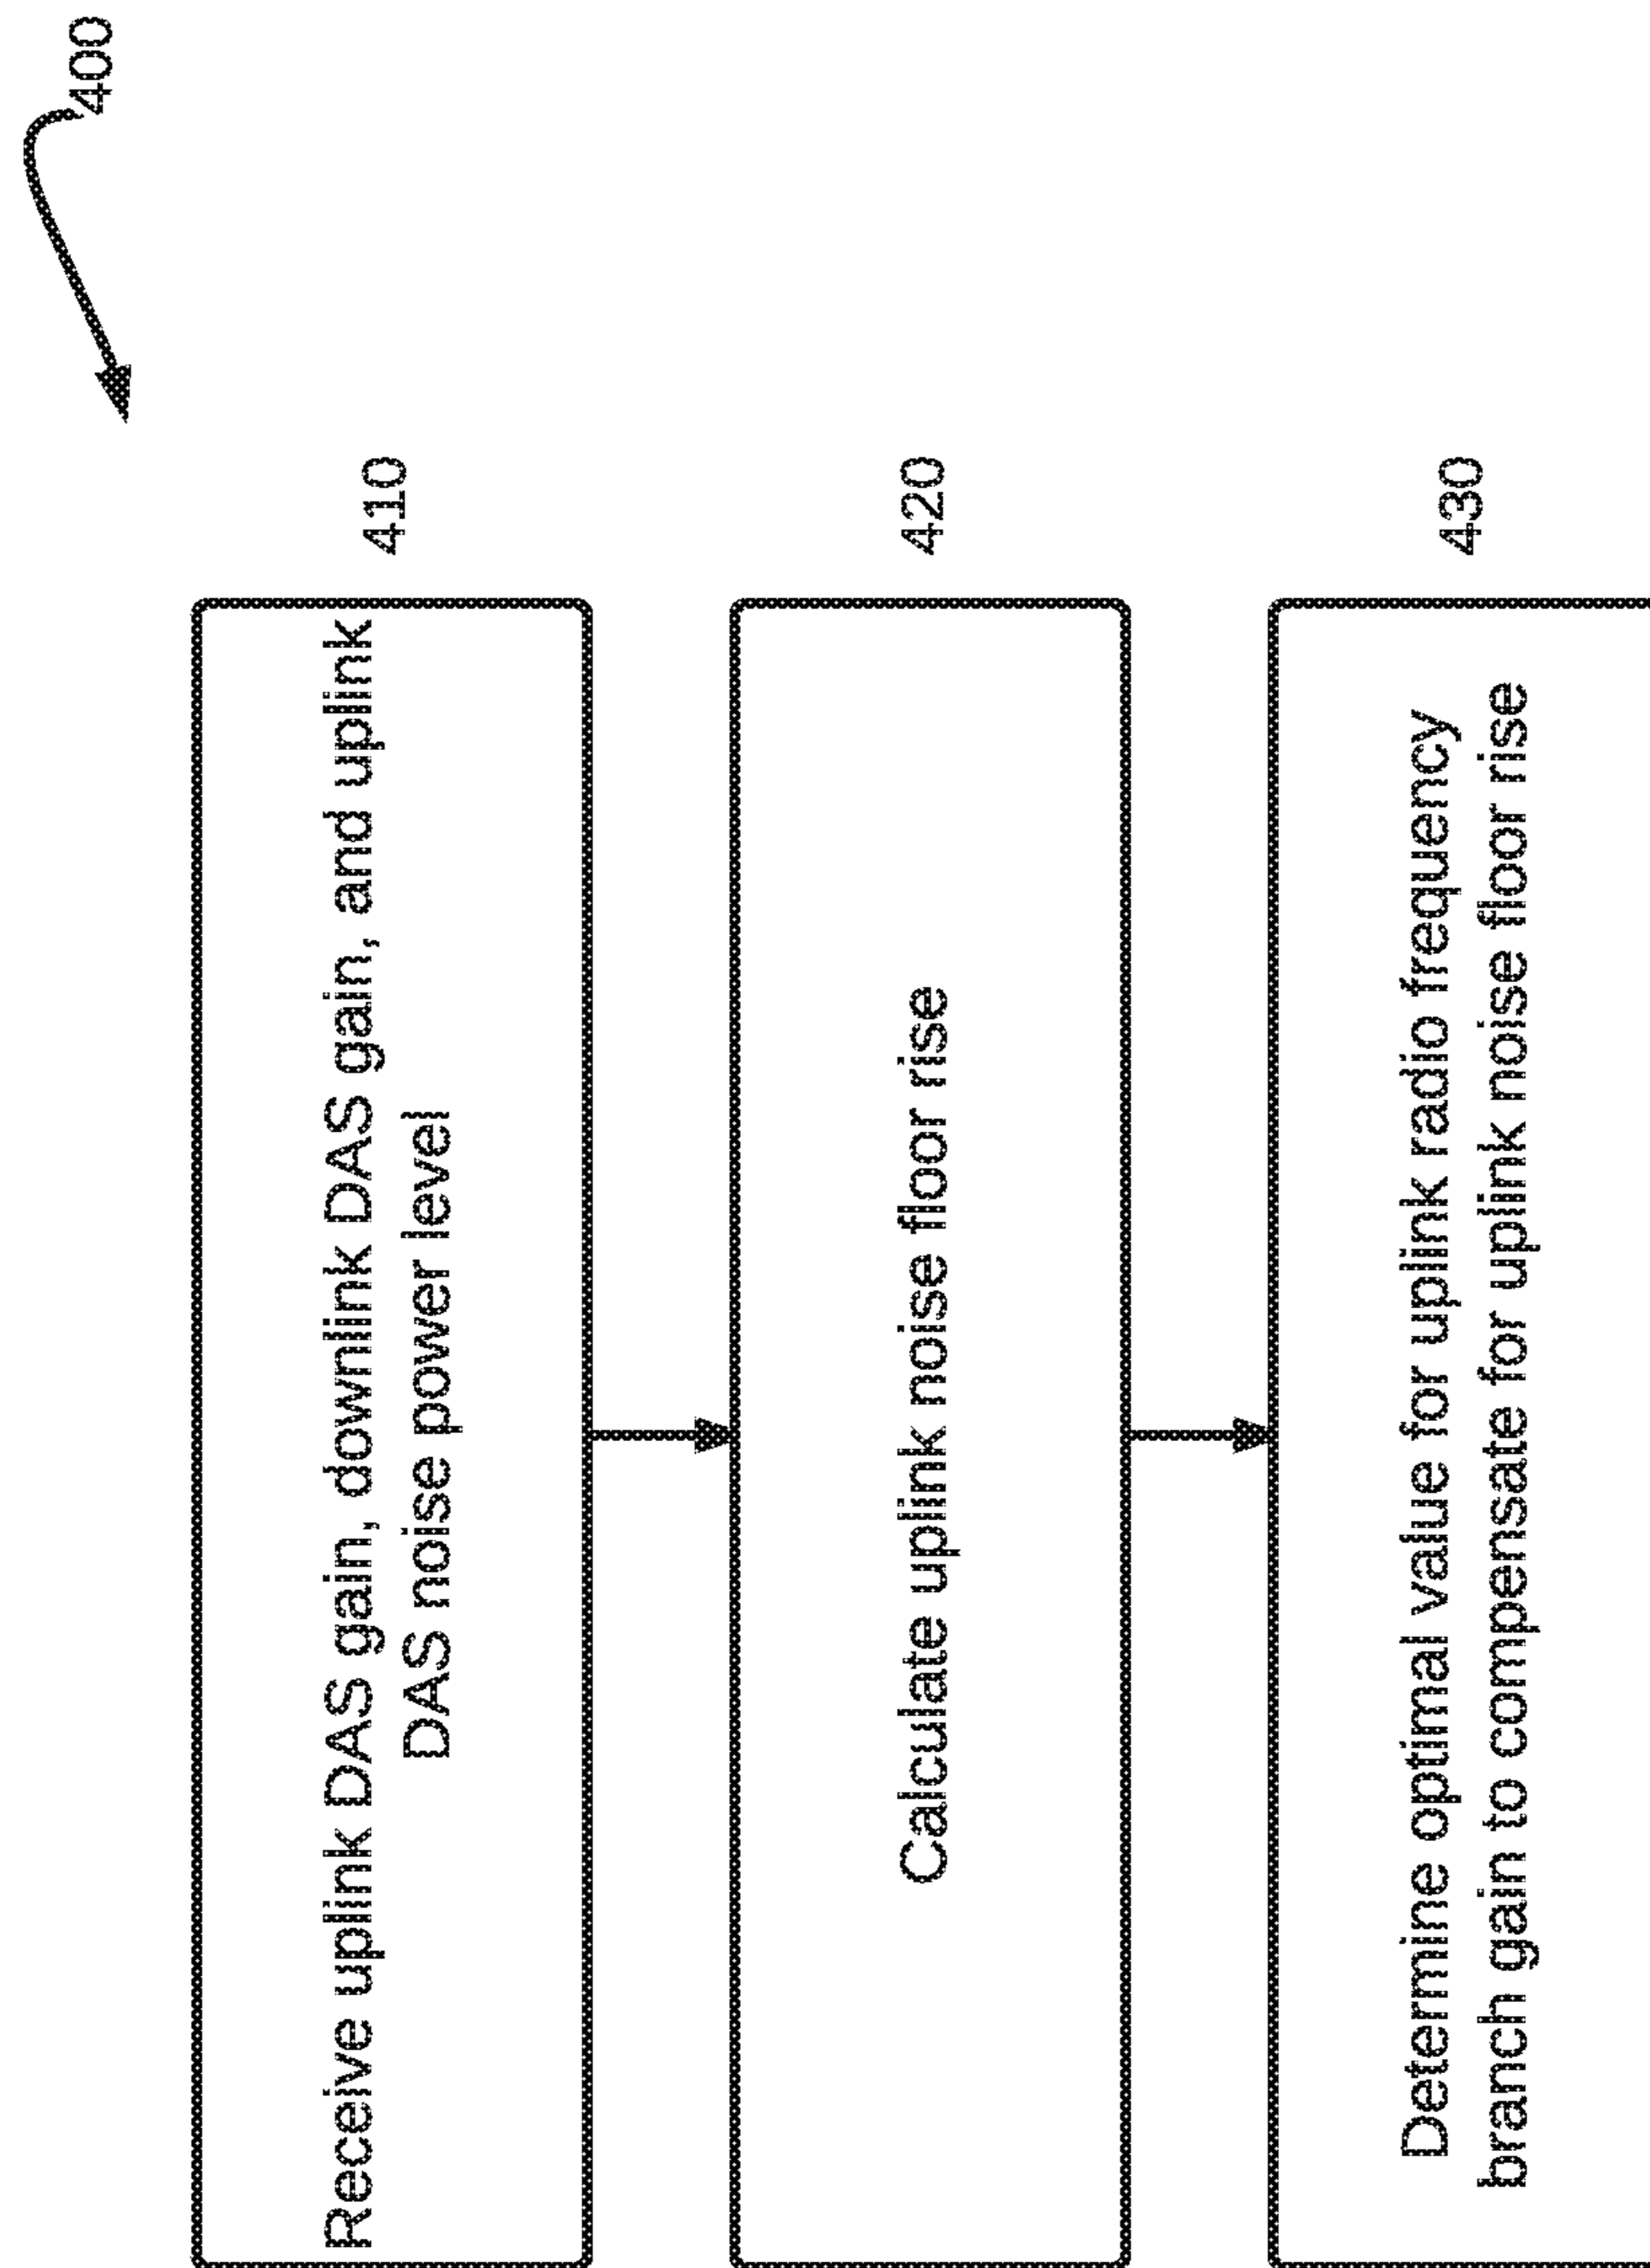 400
Receive uplink DAS gain, downlink DAS gain, and uplink
DAS noise power level
410
Calculate uplink noise floor rise
420
Determine optimal value for uplink radio frequency
branch gain to compensate for uplink noise floor rise
430